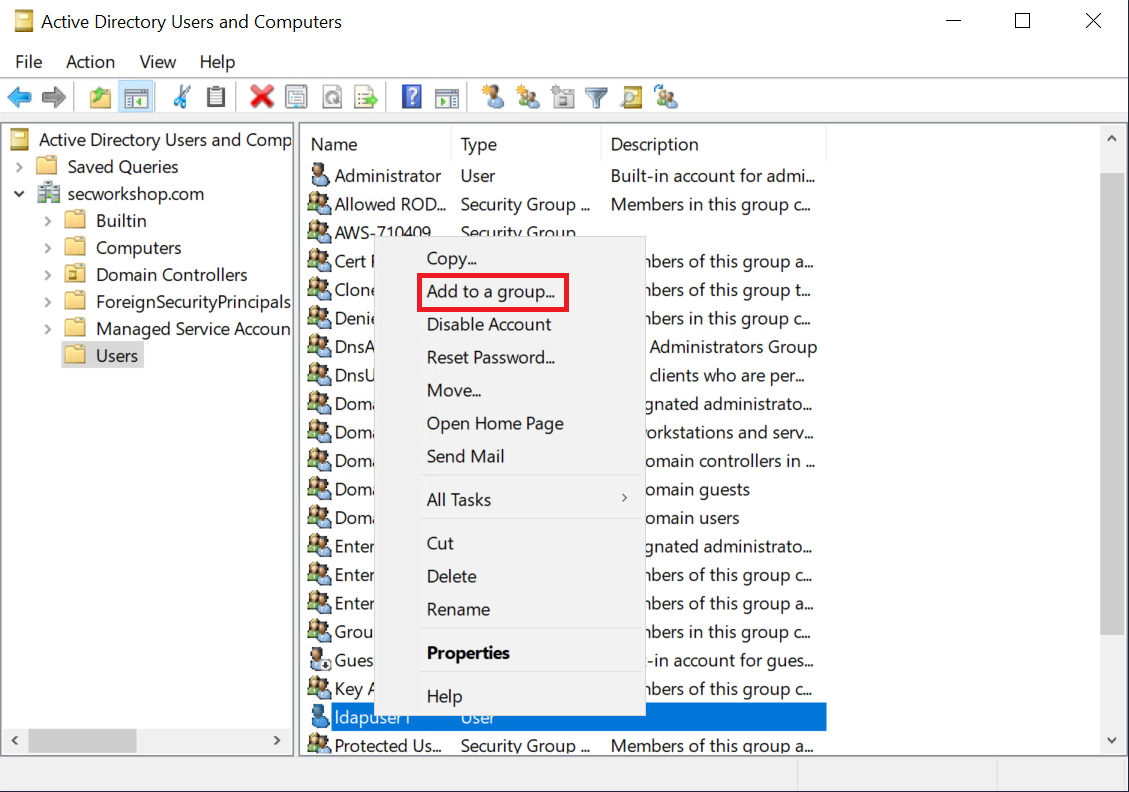 Active Directory Users and Computers
File Action View Help
Active Directory Users and Comp
Saved Queries
secworkshop.com
Builtin
Computers
Domain Controllers
ForeignSecurityPrincipals
Managed Service Accoun
Users
Name Type Description
Administrator User Built-in account for admi...
Allowed ROD... Security Group ... Members in this group c...
AWS-710409 Security Group
Cert mbers of this group a...
Clone mbers of this group t...
Denie mbers in this group c...
DnsA Administrators Group
DnsU clients who are per...
Doma gnated administrato...
Doma orkstations and serv...
Doma omain controllers in ...
Doma omain guests
Doma omain users
Enter gnated administrato...
Enter mbers of this group c...
Enter mbers of this group a...
Grou mbers in this group c...
Gues -in account for gues...
Key A mbers of this group c...
ldapuser1 User
Protected Us... Security Group ... Members of this group a...
Copy...
Add to a group...
Disable Account
Reset Password...
Move...
Open Home Page
Send Mail
All Tasks
Cut
Delete
Rename
Properties
Help